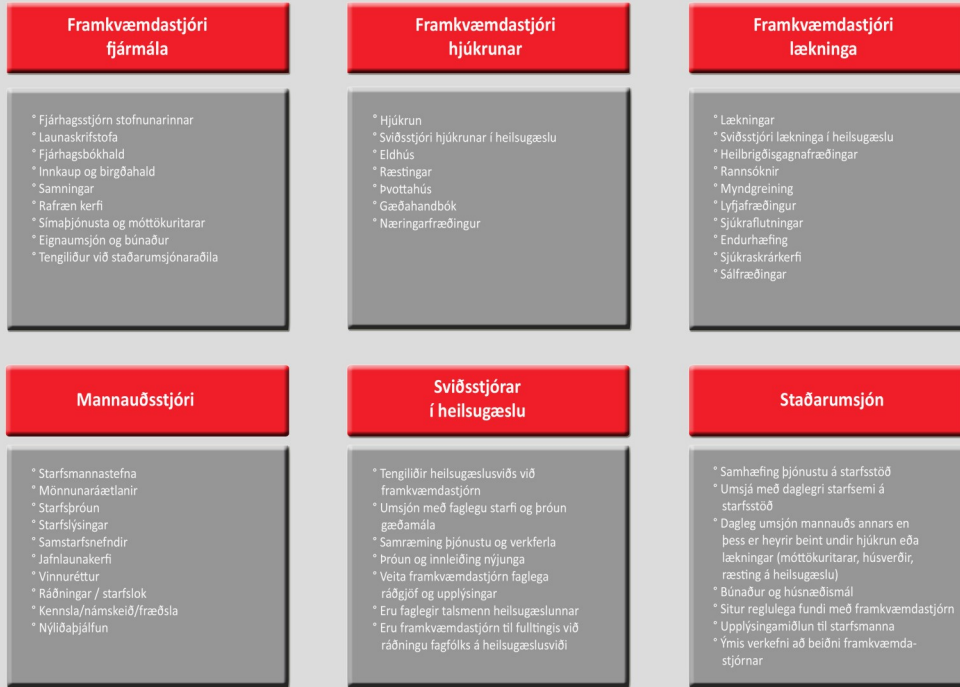 Framkvæmdastjóri
fjármála
° Fjárhagsstjórn stofnunarinnar
° Launaskrifstofa
° Fjárhagsbókhald
° Innkaup og birgðahald
° Samningar
° Rafræn kerfi
° Símaþjónusta og móttökuritarar
° Eignaumsjón og búnaður
° Tengiliður við staðarumsjónaraðila
Framkvæmdastjóri
hjúkrunar
° Hjúkrun
° Sviðsstjóri hjúkrunar í heilsugæslu
° Eldhús
° Ræstingar
° Þvottahús
° Gæðahandbók
° Næringarfræðingur
Framkvæmdastjóri
lækninga
° Lækningar
° Sviðsstjóri lækninga í heilsugæslu
° Heilbrigðisgagnafræðingar
° Rannsóknir
° Myndgreining
° Lyfjafræðingur
° Sjúkraflutningar
° Endurhæfing
° Sjúkraskrárkerfi
° Sálfræðingar
Mannauðsstjóri
° Starfsmannastefna
° Mönnunaráætlanir
° Starfsþróun
° Starfslýsingar
° Samstarfsnefndir
° Jafnlaunakerfi
° Vinnuréttur
° Ráðningar / starfslok
° Kennsla/námskeið/fræðsla
° Nýliðaþjálfun
Sviðsstjórar
í heilsugæslu
° Tengiliðir heilsugæslusviðs við
framkvæmdastjórn
° Umsjón með faglegu starfi og þróun
gæðamála
° Samræming þjónustu og verkferla
° Þróun og innleiðing nýjunga
° Veita framkvæmdastjórn faglega
ráðgjöf og upplýsingar
° Eru faglegir talsmenn heilsugæslunnar
° Eru framkvæmdastjórn til fulltingis við
ráðningu fagfólks á heilsugæslusviði
Staðarumsjón
° Samhæfing þjónustu á starfsstöð
° Umsjá með daglegri starfsemi á
starfsstöð
° Dagleg umsjón mannauðs annars en
þess er heyrir beint undir hjúkrun eða
lækningar (móttökuritarar, húsverðir,
ræsting á heilsugæslu)
° Búnaður og húsnæðismál
° Situr reglulega fundi með framkvæmdastjórn
° Upplýsingamiðlun til starfsmanna
° Ýmis verkefni að beiðni framkvæmda-
stjórnar